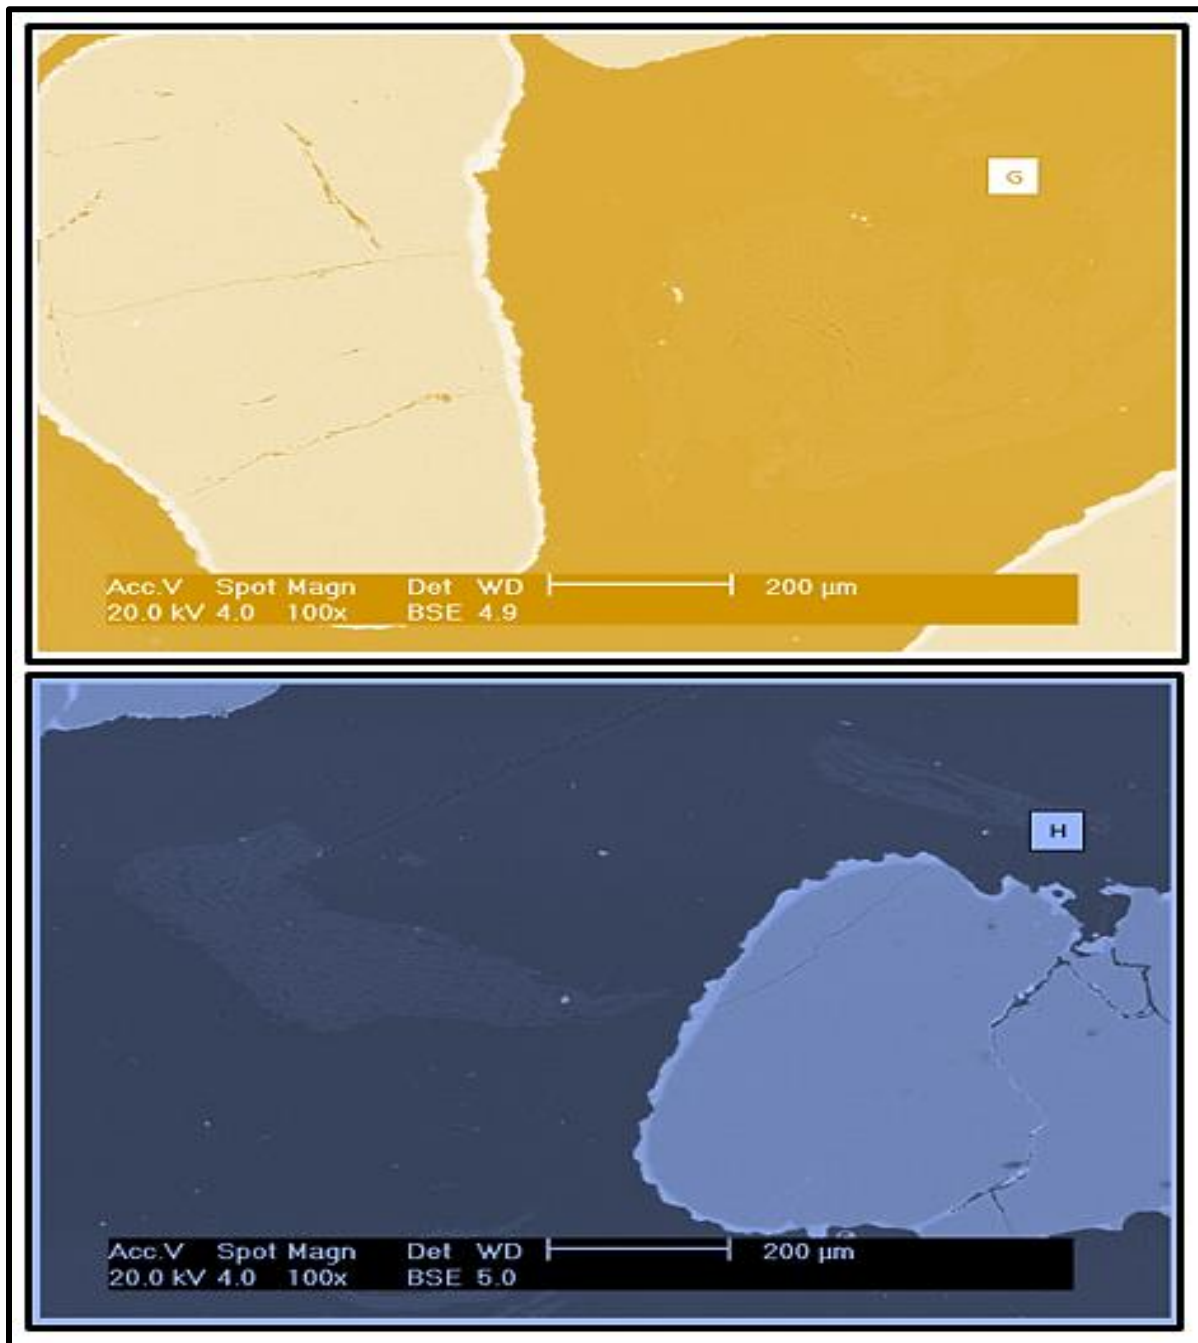 G
Acc.V Spot Magn Det WD 200 µm
20.0 kV 4.0 100x BSE 4.9
H
Acc.V Spot Magn Det WD 200 µm
20.0 kV 4.0 100x BSE 5.0